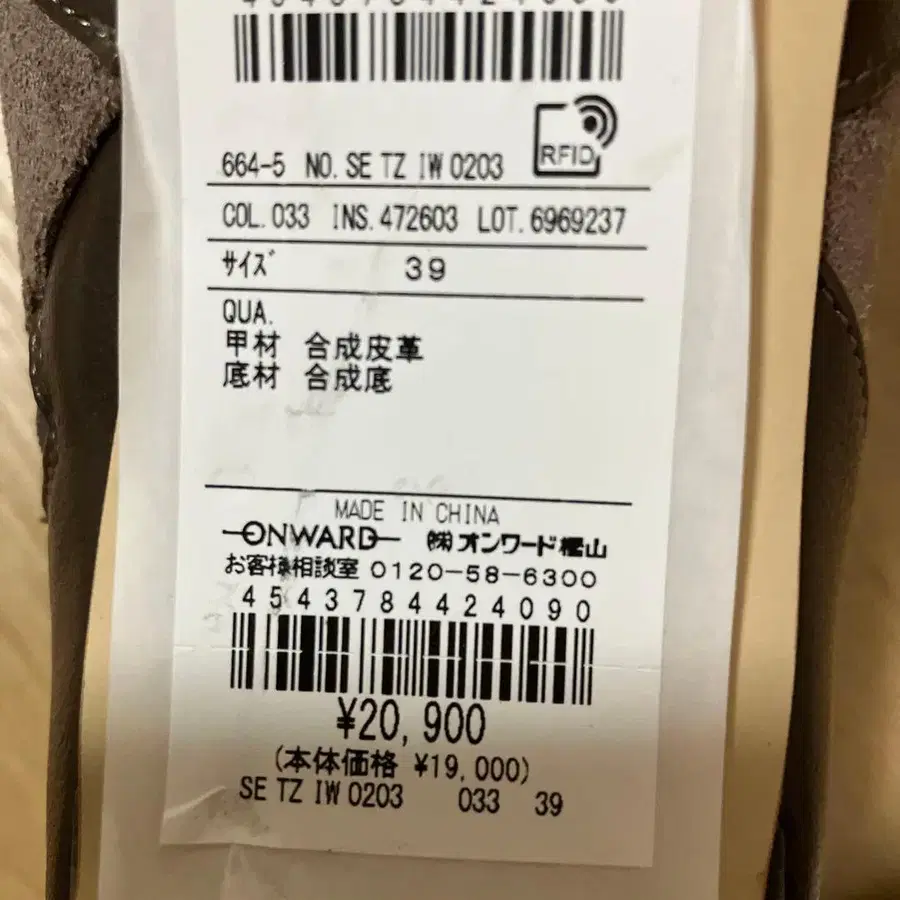 RFID
664-5 NO. SE TZ IW 0203
COL. 033 INS. 472603 LOT. 6969237
サイズ 39
QUA.
甲材 合成皮革
底材 合成底
MADE IN CHINA
ONWARD ㈱オンワード樫山
お客様相談室 0120-58-6300
4543784424090
¥20,900
(本体価格 ¥19,000)
SE TZ IW 0203 033 39